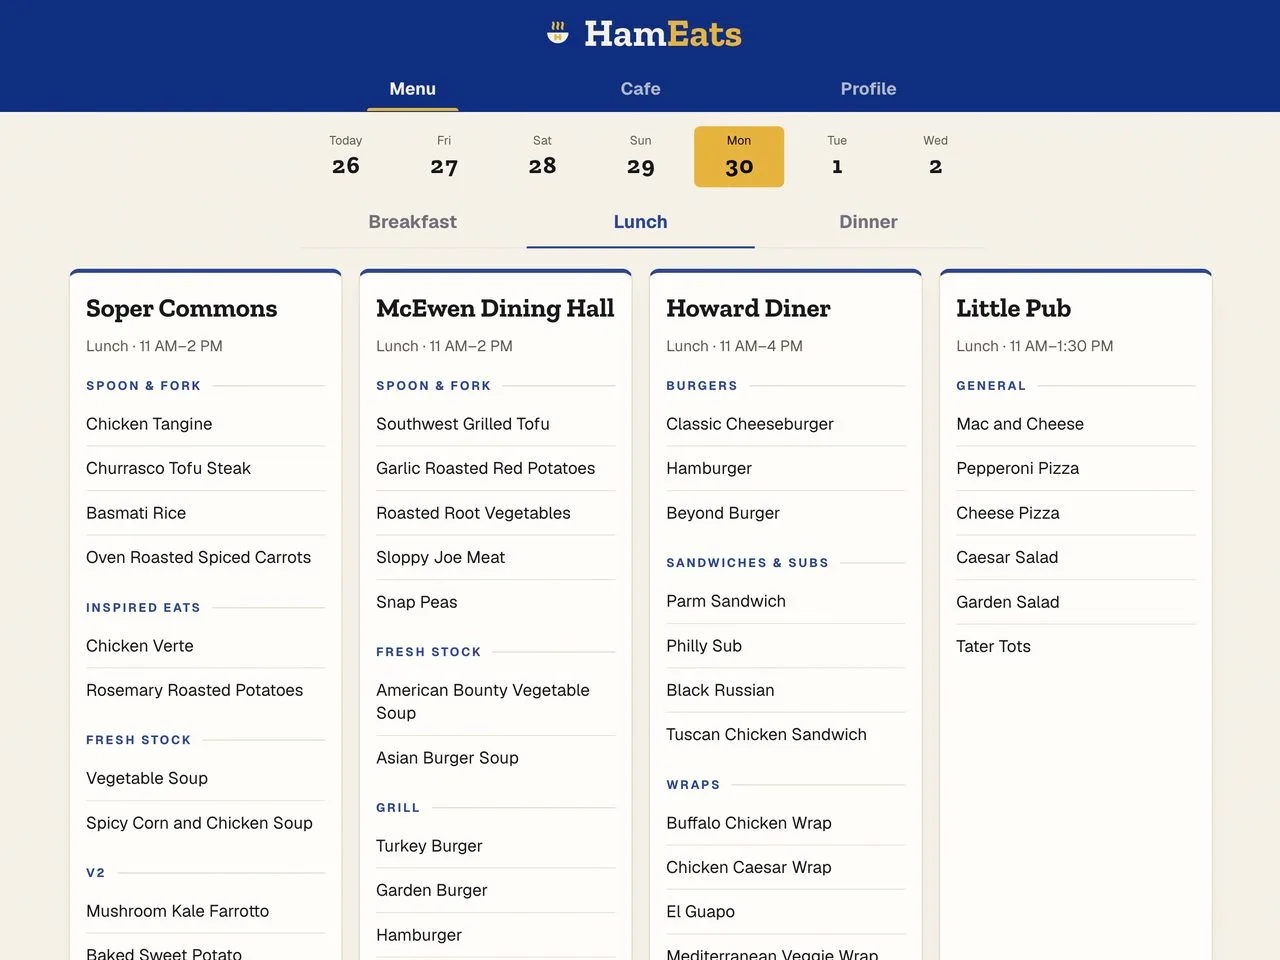 HamEats
Menu
Cafe
Profile
Today
Fri
Sat
Sun
Mon
Tue
Wed
26
27
28
29
30
1
2
Breakfast
Lunch
Dinner
Soper Commons
Lunch · 11 AM–2 PM
SPOON & FORK
Chicken Tangine
Churrasco Tofu Steak
Basmati Rice
Oven Roasted Spiced Carrots
INSPIRED EATS
Chicken Verte
Rosemary Roasted Potatoes
FRESH STOCK
Vegetable Soup
Spicy Corn and Chicken Soup
V2
Mushroom Kale Farrotto
Baked Sweet Potato
McEwen Dining Hall
Lunch · 11 AM–2 PM
SPOON & FORK
Southwest Grilled Tofu
Garlic Roasted Red Potatoes
Roasted Root Vegetables
Sloppy Joe Meat
Snap Peas
FRESH STOCK
American Bounty Vegetable
Soup
Asian Burger Soup
GRILL
Turkey Burger
Garden Burger
Hamburger
Howard Diner
Lunch · 11 AM–4 PM
BURGERS
Classic Cheeseburger
Hamburger
Beyond Burger
SANDWICHES & SUBS
Parm Sandwich
Philly Sub
Black Russian
Tuscan Chicken Sandwich
WRAPS
Buffalo Chicken Wrap
Chicken Caesar Wrap
El Guapo
Mediterranean Veggie Wrap
Little Pub
Lunch · 11 AM–1:30 PM
GENERAL
Mac and Cheese
Pepperoni Pizza
Cheese Pizza
Caesar Salad
Garden Salad
Tater Tots